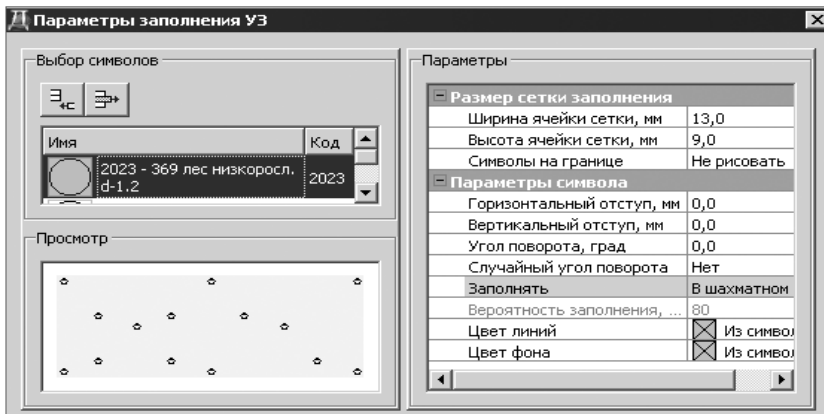 Параметры заполнения УЗ
Выбор символов
Имя
Код
2023 - 369 лес низкоросл. d-1.2
2023
Просмотр
Параметры
Размер сетки заполнения
Ширина ячейки сетки, мм 13,0
Высота ячейки сетки, мм 9,0
Символы на границе Не рисовать
Параметры символа
Горизонтальный отступ, мм 0,0
Вертикальный отступ, мм 0,0
Угол поворота, град 0,0
Случайный угол поворота Нет
Заполнять В шахматном
Вероятность заполнения, ... 80
Цвет линий Из символ
Цвет фона Из символ